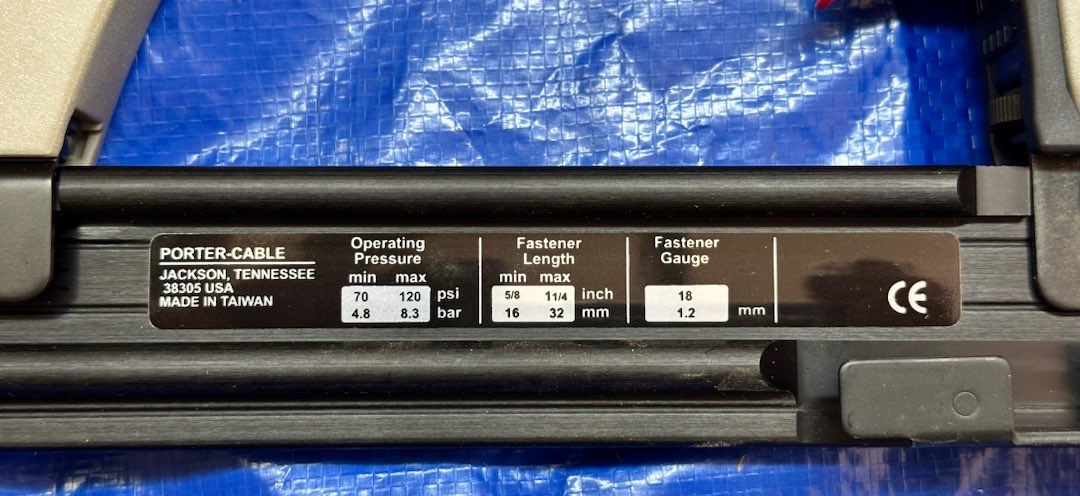 PORTER-CABLE
JACKSON, TENNESSEE
38305 USA
MADE IN TAIWAN
Operating
Pressure
min max
70 120 psi
4.8 8.3 bar
Fastener
Length
min max
5/8 11/4 inch
16 32 mm
Fastener
Gauge
18
1.2 mm
CE